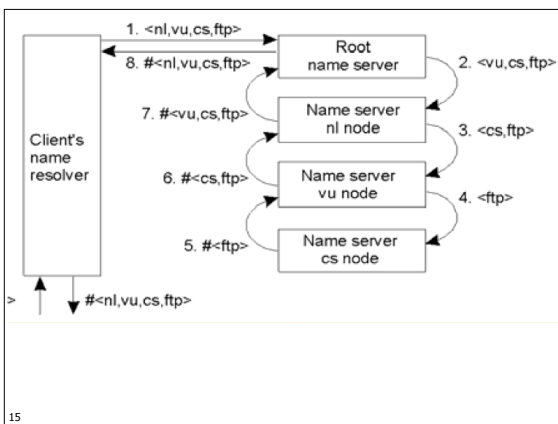 1. <nl,vu,cs,ftp>
8. #<nl,vu,cs,ftp>
Root
name server
2. <vu,cs,ftp>
7. #<vu,cs,ftp>
Name server
nl node
3. <cs,ftp>
Client's
name
resolver
6. #<cs,ftp>
Name server
vu node
4. <ftp>
5. #<ftp>
Name server
cs node
>
#<nl,vu,cs,ftp>
15